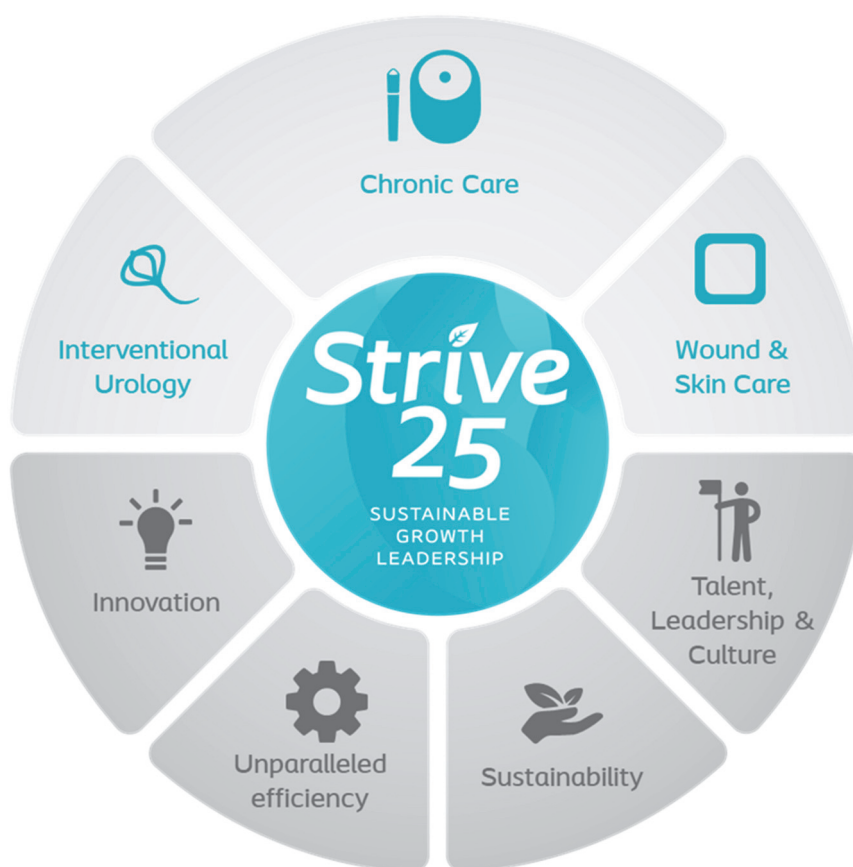 Chronic Care
Interventional
Urology
Wound &
Skin Care
Strive
25
SUSTAINABLE
GROWTH
LEADERSHIP
Innovation
Talent,
Leadership &
Culture
Unparalleled
efficiency
Sustainability